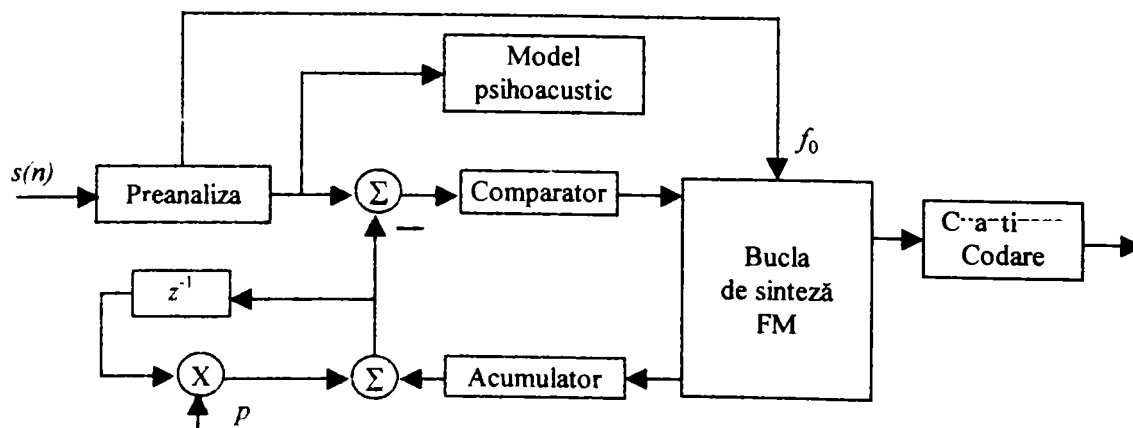 Model
psihoacustic
f₀
s(n)
Preanaliza
Σ
Comparator
—
Bucla
de sinteză
FM
Codare
z⁻¹
X
Σ
Acumulator
p